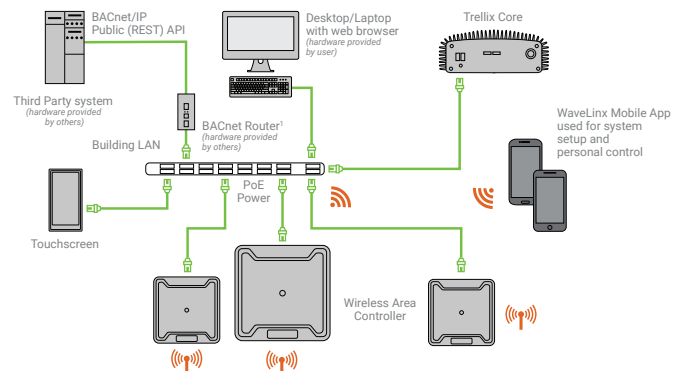 BACnet/IP
Public (REST) API
Desktop/Laptop
with web browser
(hardware provided
by user)
Trellix Core
Third Party system
(hardware provided
by others)
BACnet Router¹
(hardware provided
by others)
Building LAN
WaveLinx Mobile App
used for system
setup and
personal control
PoE
Power
Touchscreen
Wireless Area
Controller